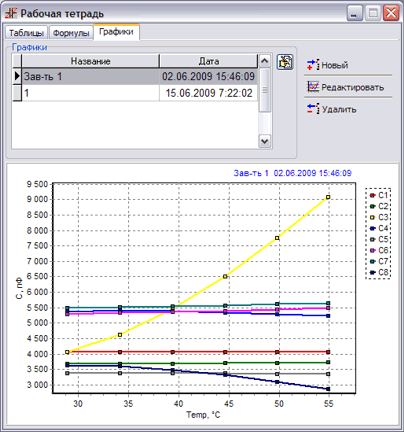 Рабочая тетрадь
Таблицы Формулы Графики
Графики
Название Дата
Зав-ть 1 02.06.2009 15:46:09
1 15.06.2009 7:22:02
Новый
Редактировать
Удалить
Зав-ть 1 02.06.2009 15:46:09
9 500
9 000
8 500
8 000
7 500
7 000
6 500
6 000
5 500
5 000
4 500
4 000
3 500
3 000
C, пФ
30 35 40 45 50 55
Temp, °C
C1
C2
C3
C4
C5
C6
C7
C8